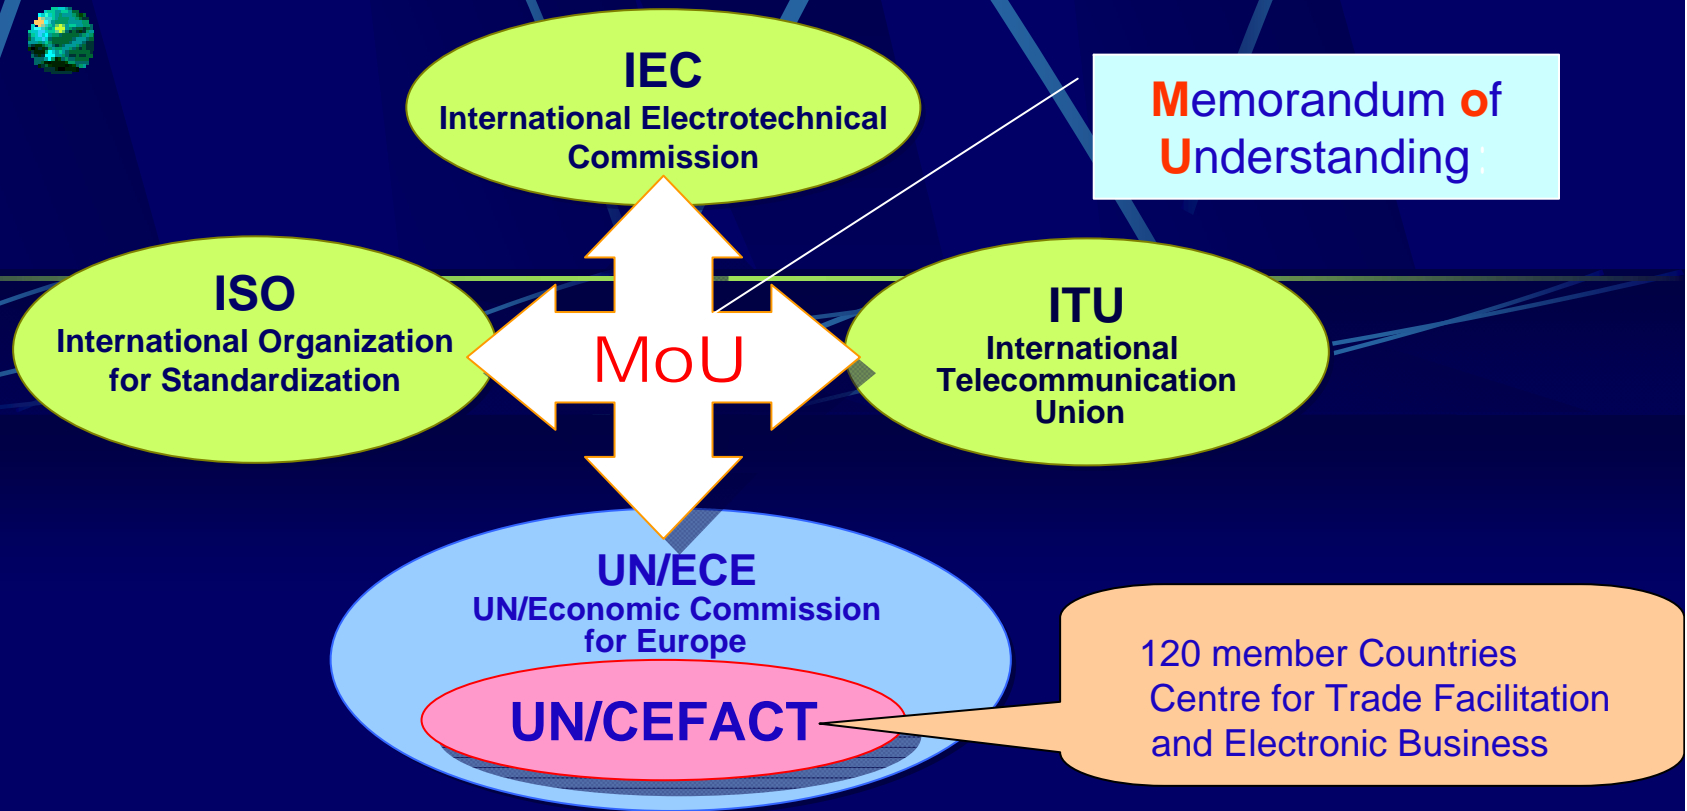 IEC
International Electrotechnical
Commission
Memorandum of
Understanding
ISO
International Organization
for Standardization
MoU
ITU
International
Telecommunication
Union
UN/ECE
UN/Economic Commission
for Europe
UN/CEFACT
120 member Countries
Centre for Trade Facilitation
and Electronic Business